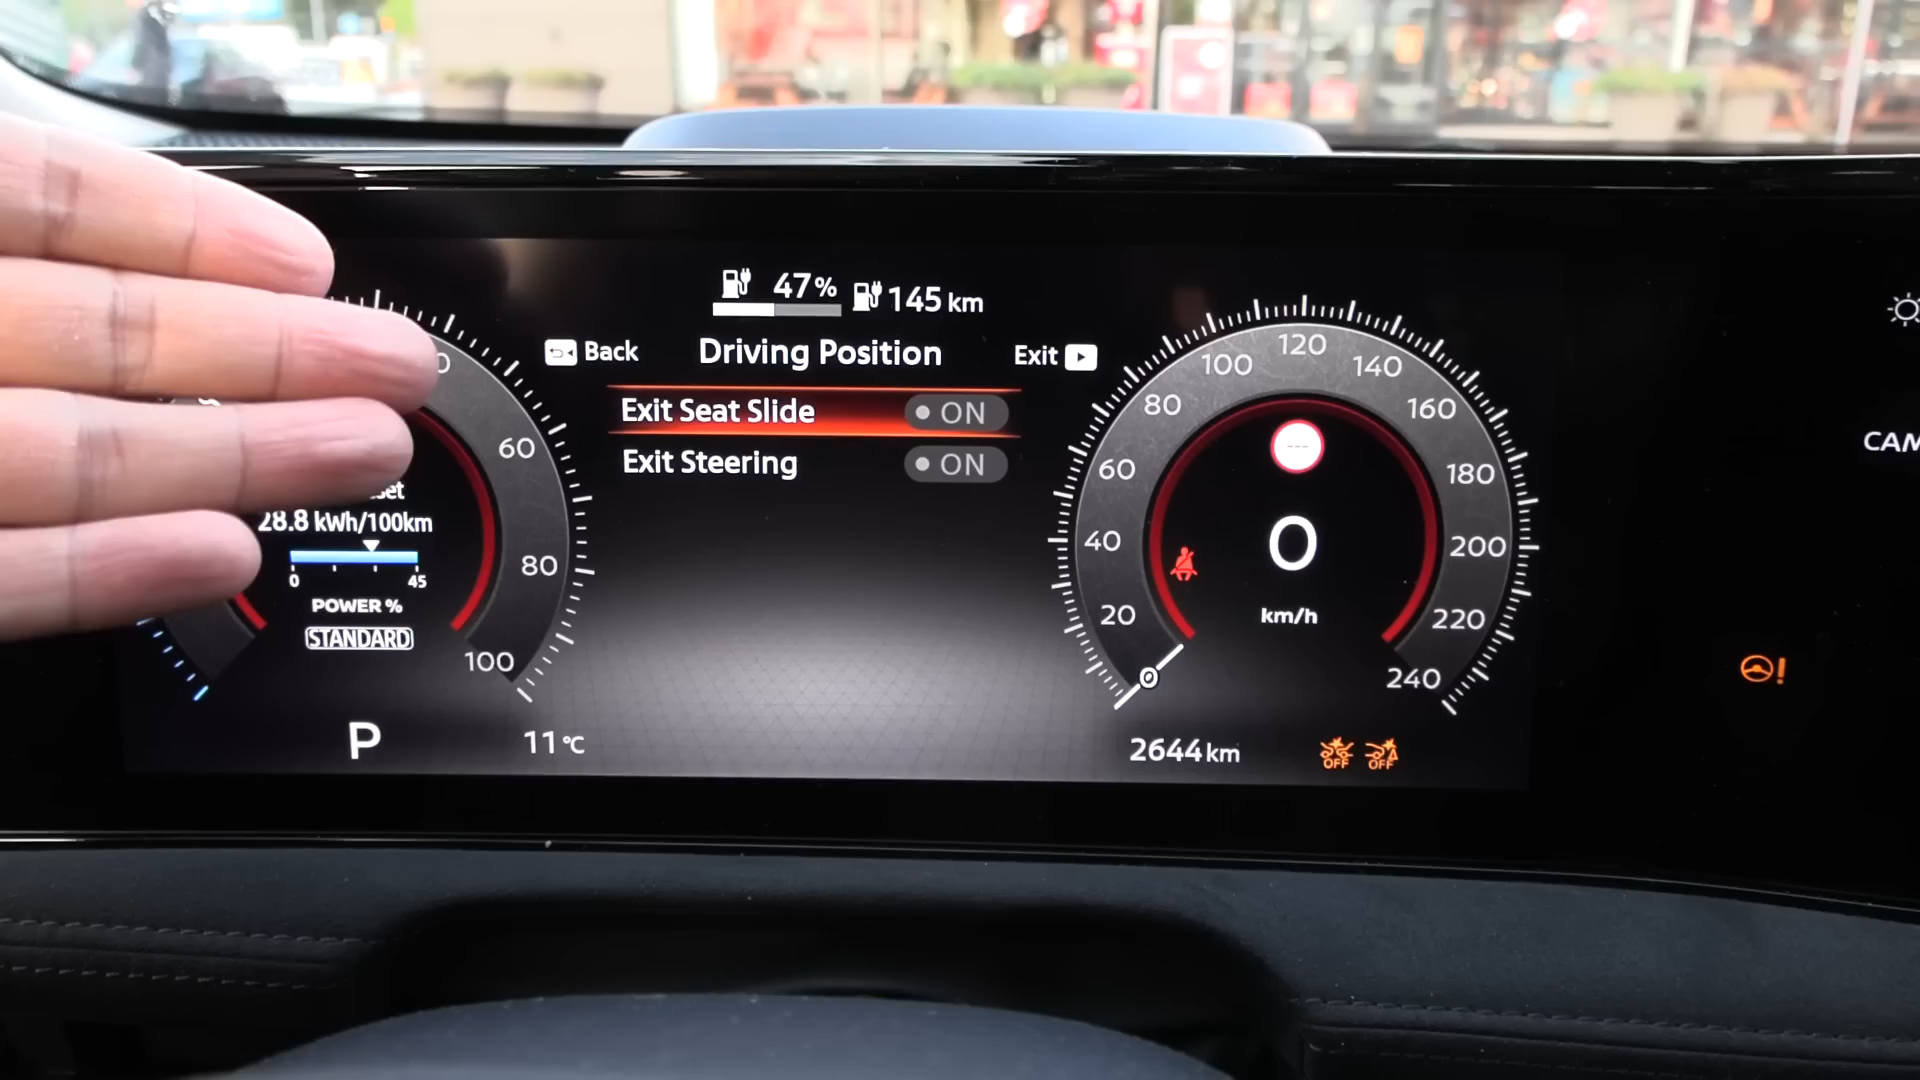 47%
145 km
Back
Driving Position
Exit
Exit Seat Slide
ON
Exit Steering
ON
28.8 kWh/100km
0
45
POWER %
STANDARD
60
80
100
P
11°C
0
20
40
60
80
100
120
140
160
180
200
220
240
---
0
km/h
2644 km
OFF
OFF